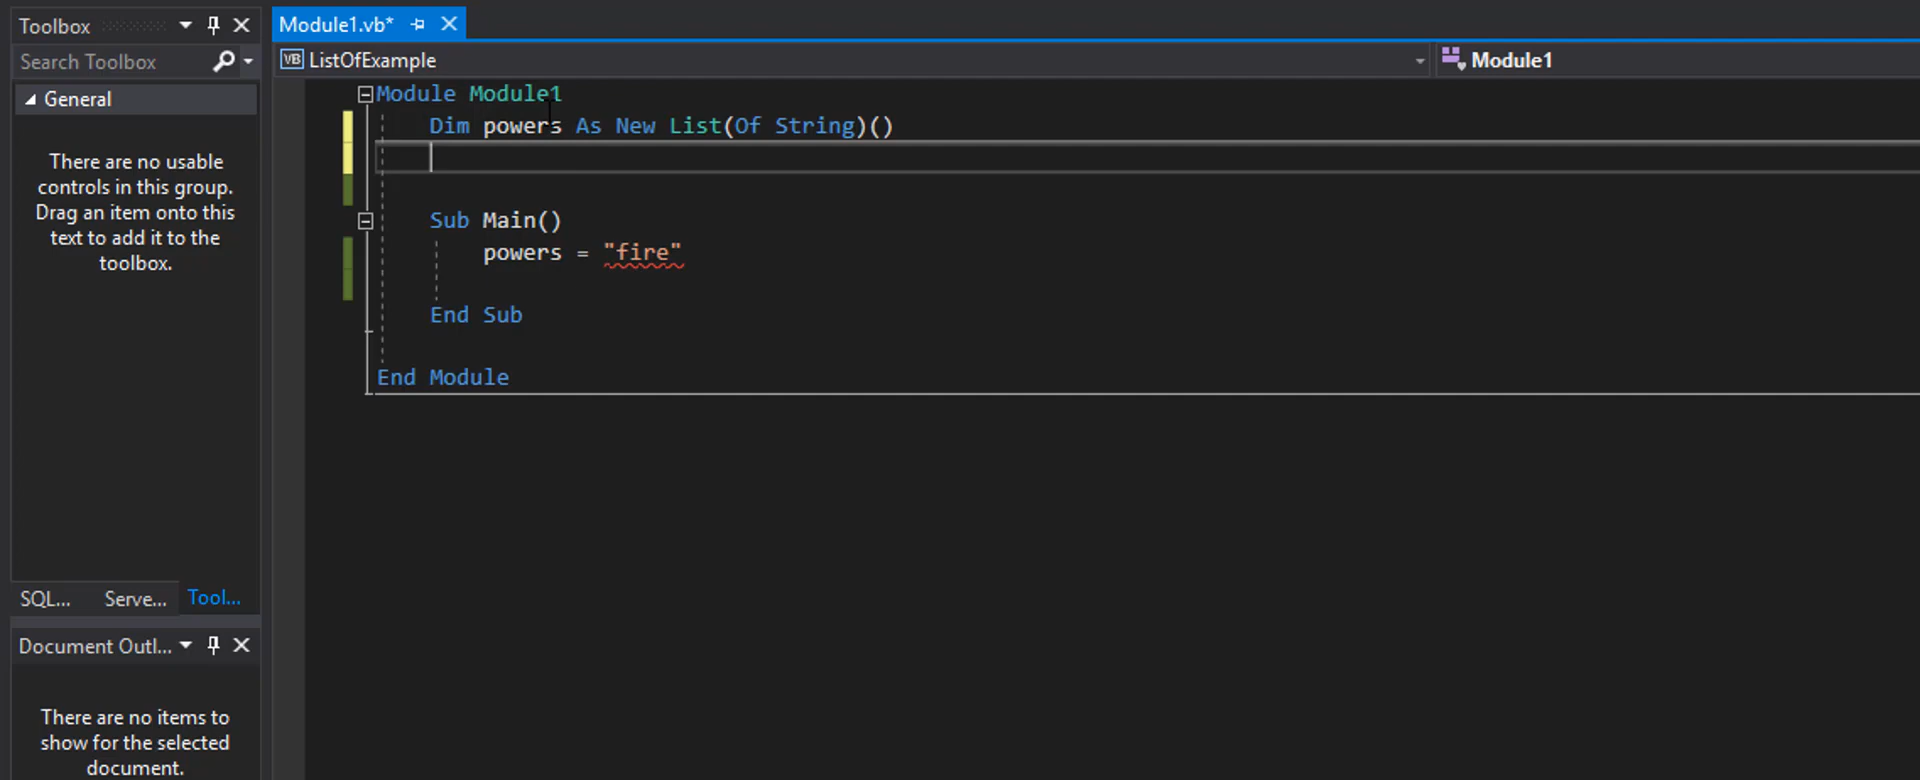 Toolbox
Module1.vb*
Search Toolbox
VB ListOfExample
Module1
General
There are no usable
controls in this group.
Drag an item onto this
text to add it to the
toolbox.
Module Module1
Dim powers As New List(Of String)()
Sub Main()
powers = "fire"
End Sub
End Module
SQL...
Serve...
Tool...
Document Outl...
There are no items to
show for the selected
document.